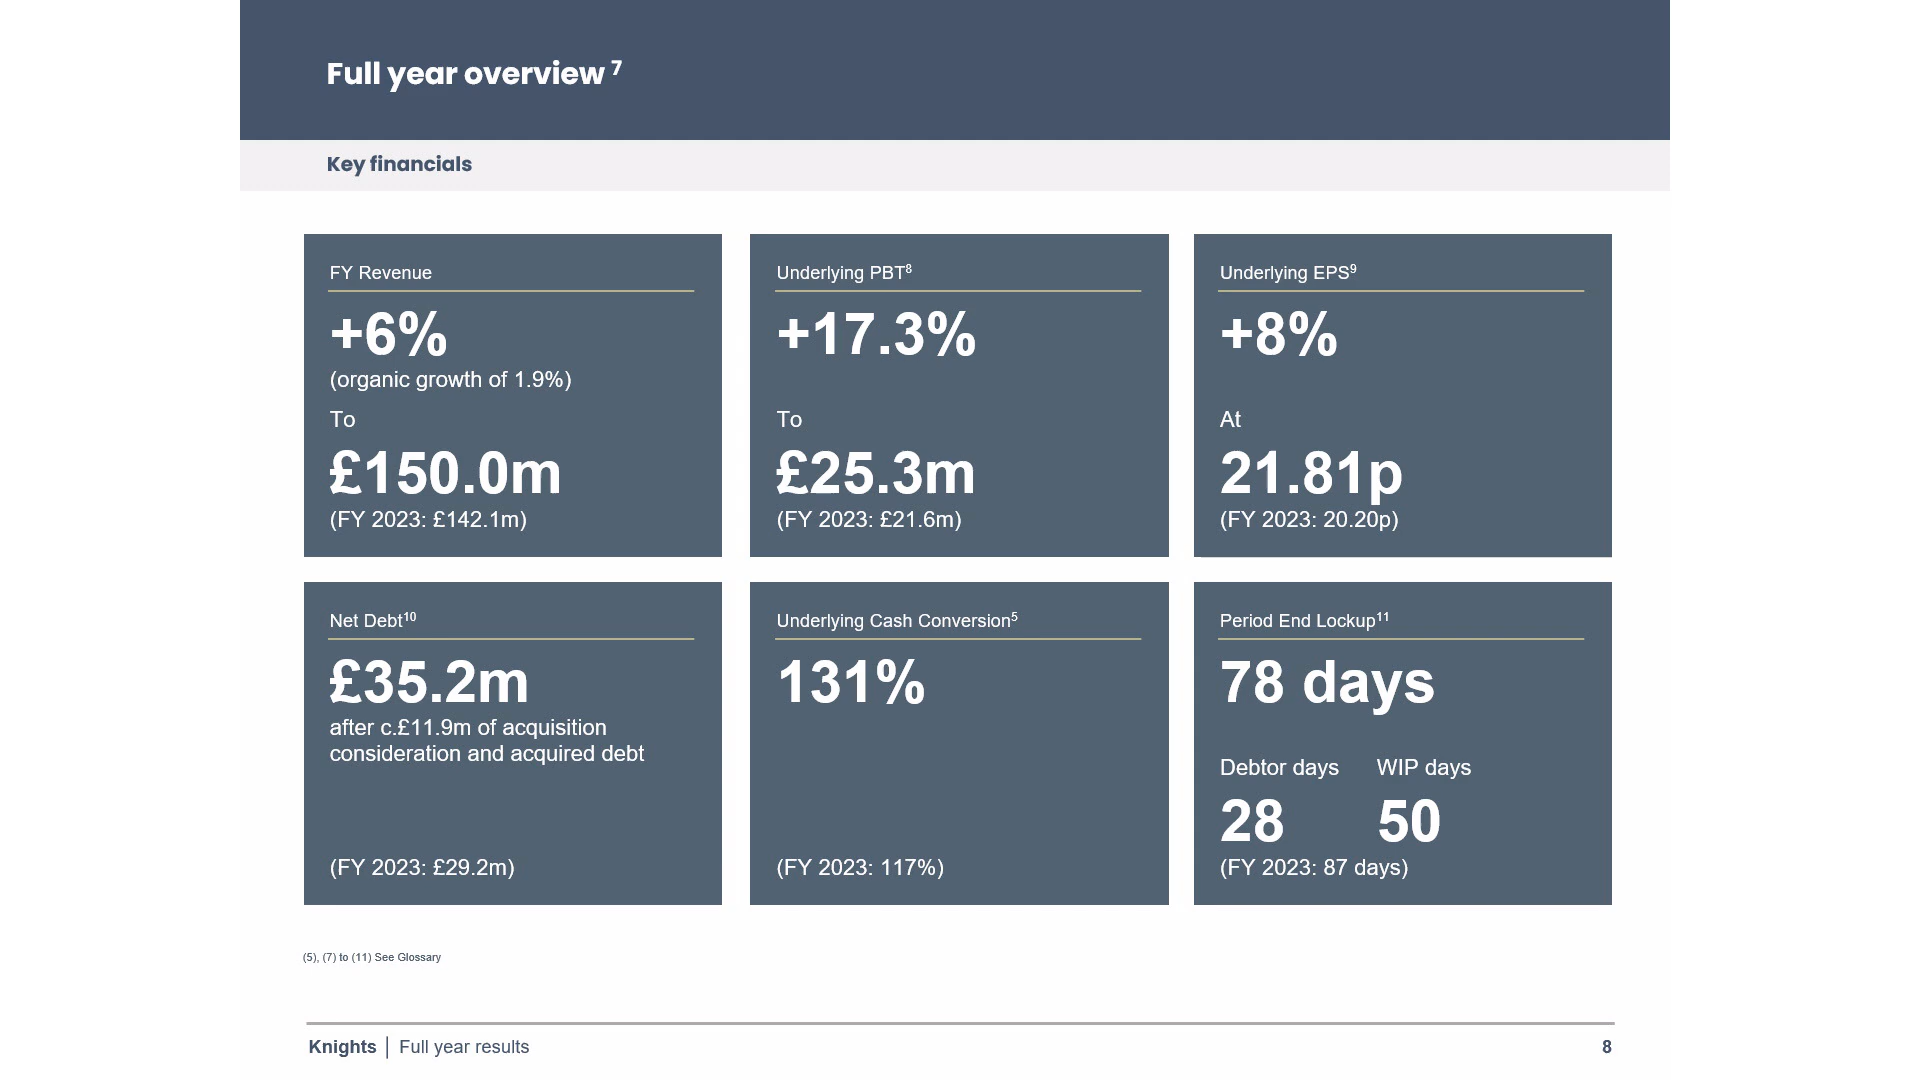 Full year overview ⁷
Key financials
FY Revenue
+6%
(organic growth of 1.9%)
To
£150.0m
(FY 2023: £142.1m)
Underlying PBT⁸
+17.3%
To
£25.3m
(FY 2023: £21.6m)
Underlying EPS⁹
+8%
At
21.81p
(FY 2023: 20.20p)
Net Debt¹⁰
£35.2m
after c.£11.9m of acquisition
consideration and acquired debt
(FY 2023: £29.2m)
Underlying Cash Conversion⁵
131%
(FY 2023: 117%)
Period End Lockup¹¹
78 days
Debtor days WIP days
28 50
(FY 2023: 87 days)
(5), (7) to (11) See Glossary
Knights | Full year results 8